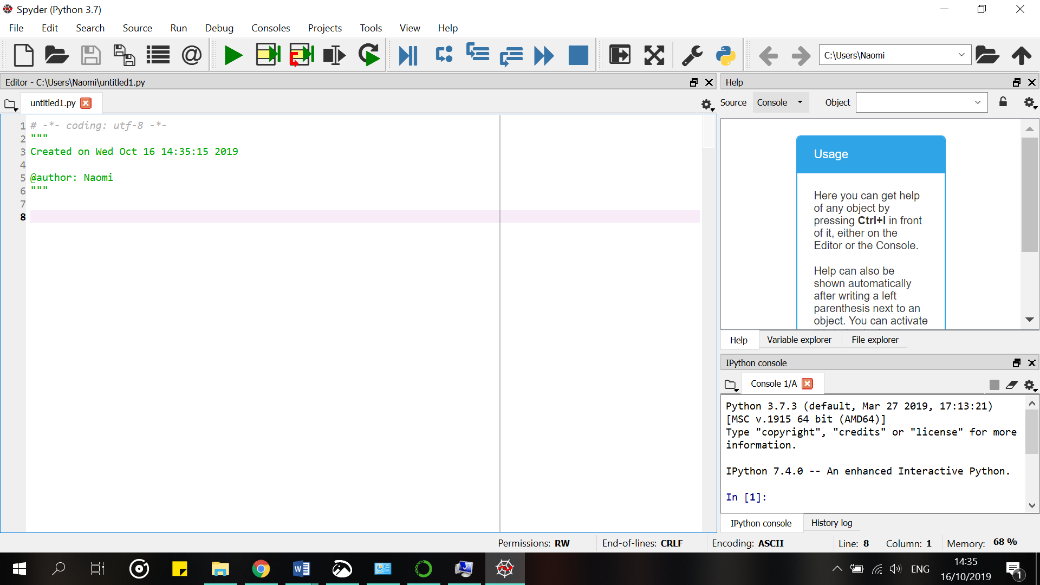 Spyder (Python 3.7)
File Edit Search Source Run Debug Consoles Projects Tools View Help
C:\Users\Naomi
Editor - C:\Users\Naomi\untitled1.py
untitled1.py
1 # -*- coding: utf-8 -*-
2 """
3 Created on Wed Oct 16 14:35:15 2019
4
5 @author: Naomi
6 """
7
8
Help
Source Console Object
Usage
Here you can get help
of any object by
pressing Ctrl+I in front
of it, either on the
Editor or the Console.
Help can also be
shown automatically
after writing a left
parenthesis next to an
object. You can activate
Help Variable explorer File explorer
IPython console
Console 1/A
Python 3.7.3 (default, Mar 27 2019, 17:13:21)
[MSC v.1915 64 bit (AMD64)]
Type "copyright", "credits" or "license" for more
information.
IPython 7.4.0 -- An enhanced Interactive Python.
In [1]:
IPython console History log
Permissions: RW End-of-lines: CRLF Encoding: ASCII Line: 8 Column: 1 Memory: 68 %
ENG
14:35
16/10/2019
1